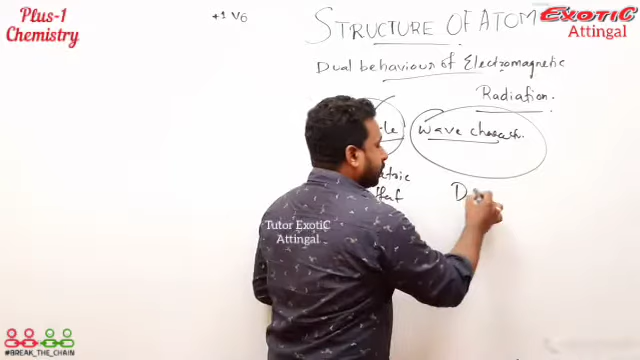 Plus-1
Chemistry
+1 V6
STRUCTURE OF ATOM
EXOTIC
Attingal
Dual behaviour of Electromagnetic
Radiation.
wave
D
Tutor ExotiC
Attingal
#BREAK_THE_CHAIN